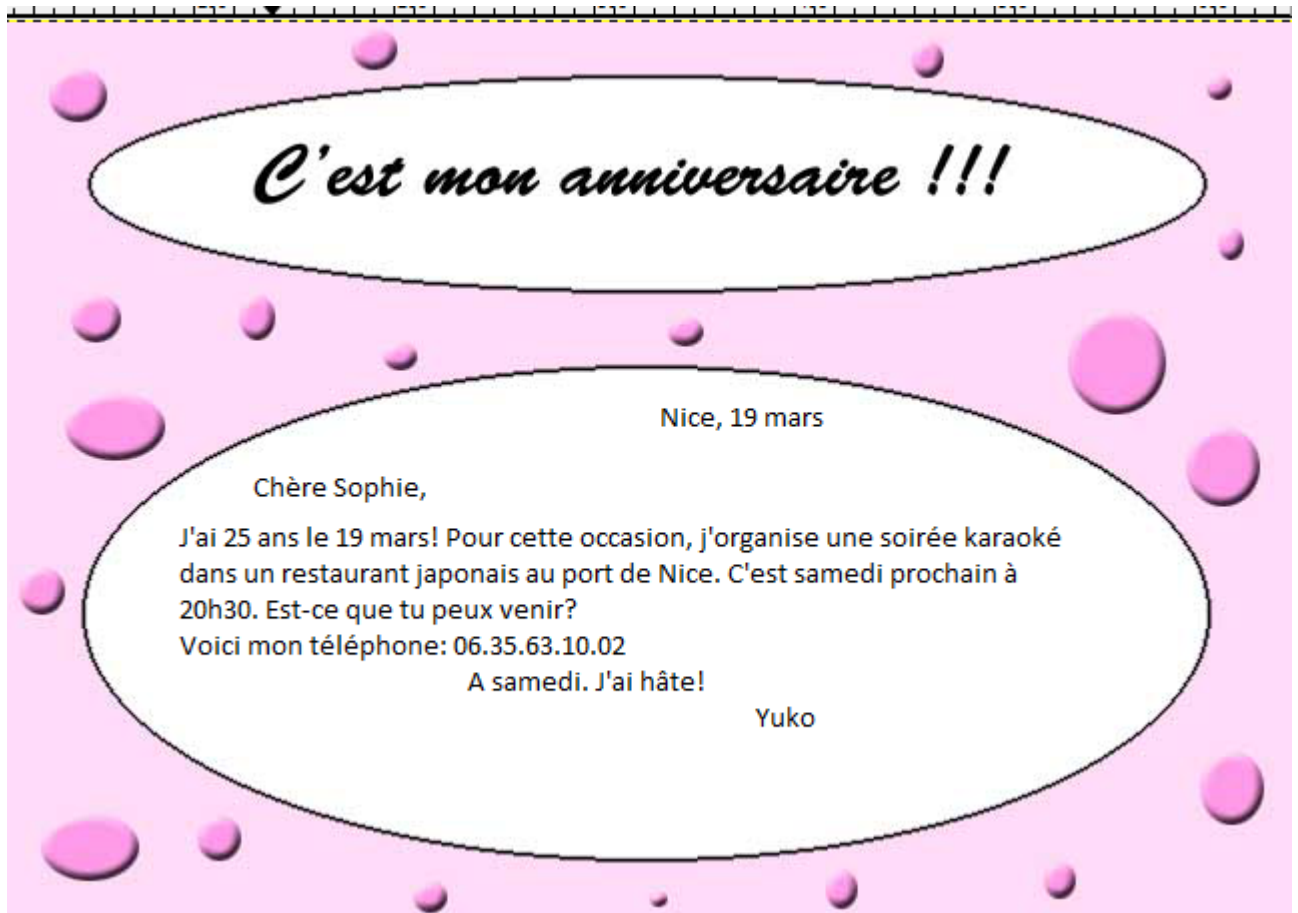 C'est mon anniversaire !!!
Nice, 19 mars
Chère Sophie,
J'ai 25 ans le 19 mars! Pour cette occasion, j'organise une soirée karaoké
dans un restaurant japonais au port de Nice. C'est samedi prochain à
20h30. Est-ce que tu peux venir?
Voici mon téléphone: 06.35.63.10.02
A samedi. J'ai hâte!
Yuko